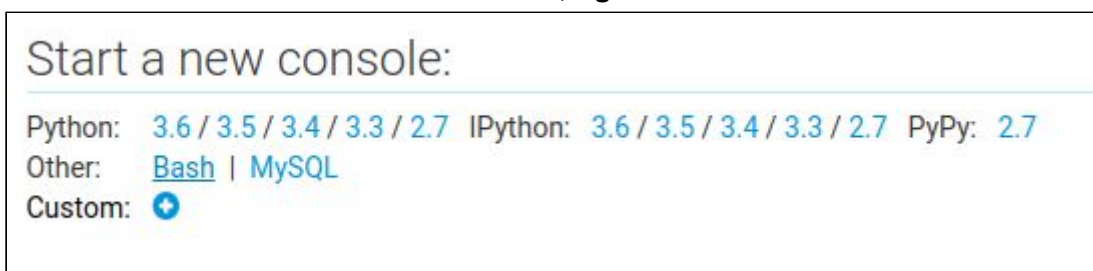 Start a new console:
Python: 3.6 / 3.5 / 3.4 / 3.3 / 2.7 IPython: 3.6 / 3.5 / 3.4 / 3.3 / 2.7 PyPy: 2.7
Other: Bash | MySQL
Custom: